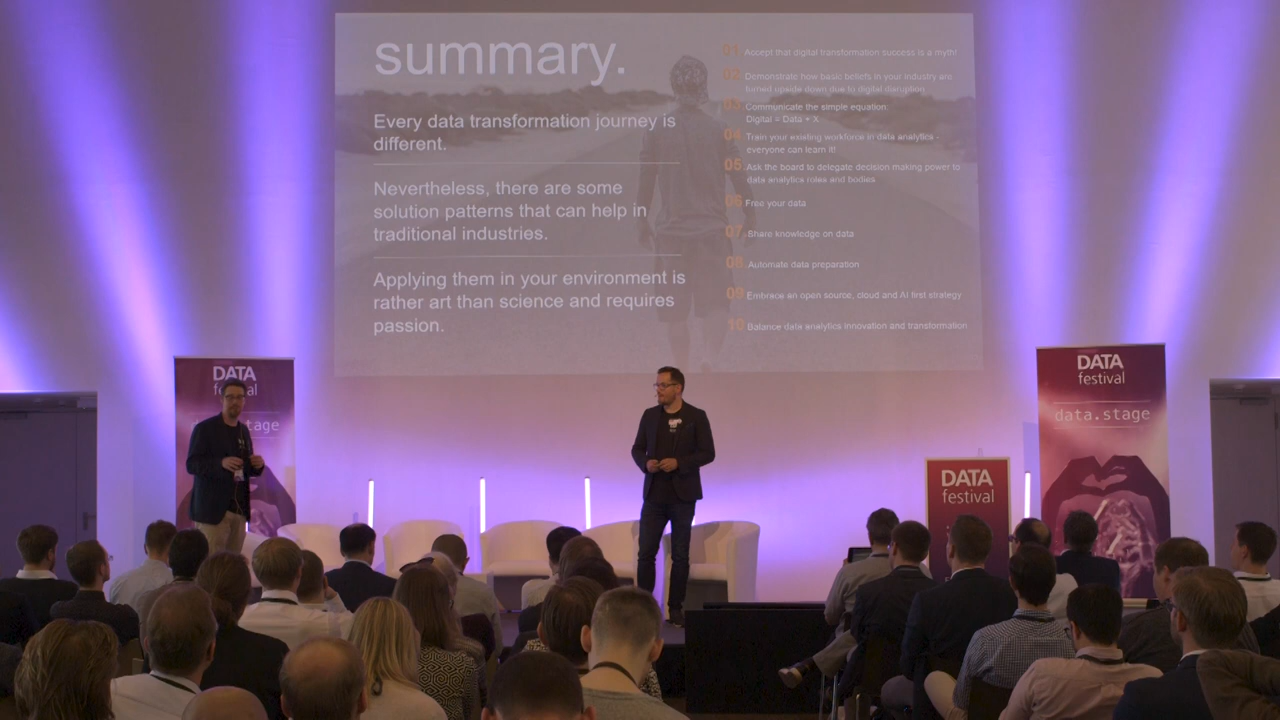 summary.
Every data transformation journey is
different.
Nevertheless, there are some
solution patterns that can help in
traditional industries.
Applying them in your environment is
rather art than science and requires
passion.
01 Accept that digital transformation success is a myth!
02 Demonstrate how basic beliefs in your industry are
turned upside down due to digital disruption
03 Communicate the simple equation:
Digital = Data + X
04 Train your existing workforce in data analytics -
everyone can learn it!
05 Ask the board to delegate decision making power to
data analytics roles and bodies
06 Free your data
07 Share knowledge on data
08 Automate data preparation
09 Embrace an open source, cloud and AI first strategy
10 Balance data analytics innovation and transformation
DATA
festival
data.stage
DATA
festival
DATA